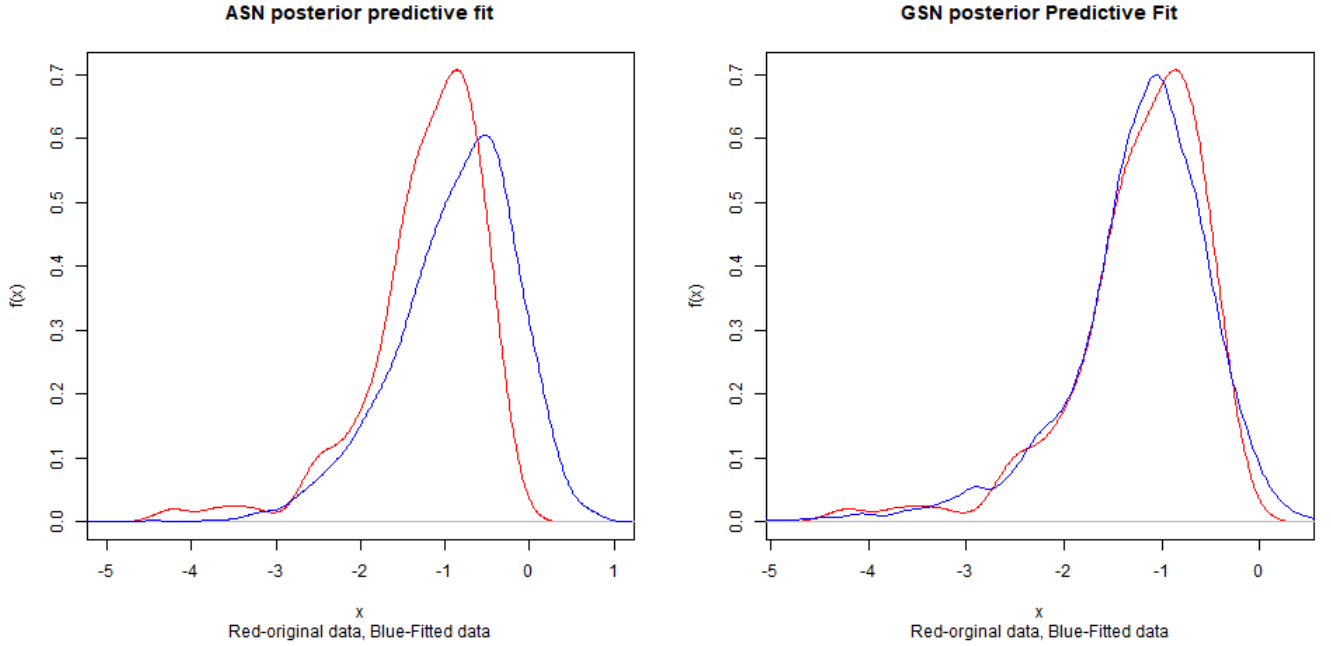 ASN posterior predictive fit
f(x)
0.7
0.6
0.5
0.4
0.3
0.2
0.1
0.0
-5 -4 -3 -2 -1 0 1
x
Red-original data, Blue-Fitted data
GSN posterior Predictive Fit
f(x)
0.7
0.6
0.5
0.4
0.3
0.2
0.1
0.0
-5 -4 -3 -2 -1 0
x
Red-orginal data, Blue-Fitted data